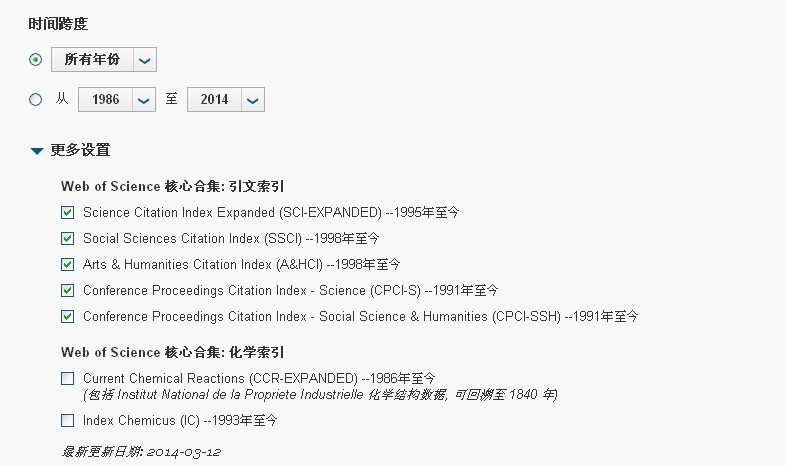 时间跨度
所有年份
从 1986 至 2014
更多设置
Web of Science 核心合集: 引文索引
Science Citation Index Expanded (SCI-EXPANDED) --1995年至今
Social Sciences Citation Index (SSCI) --1998年至今
Arts & Humanities Citation Index (A&HCI) --1998年至今
Conference Proceedings Citation Index - Science (CPCI-S) --1991年至今
Conference Proceedings Citation Index - Social Science & Humanities (CPCI-SSH) --1991年至今
Web of Science 核心合集: 化学索引
Current Chemical Reactions (CCR-EXPANDED) --1986年至今
(包括 Institut National de la Propriete Industrielle 化学结构数据, 可回溯至 1840 年)
Index Chemicus (IC) --1993年至今
最新更新日期: 2014-03-12